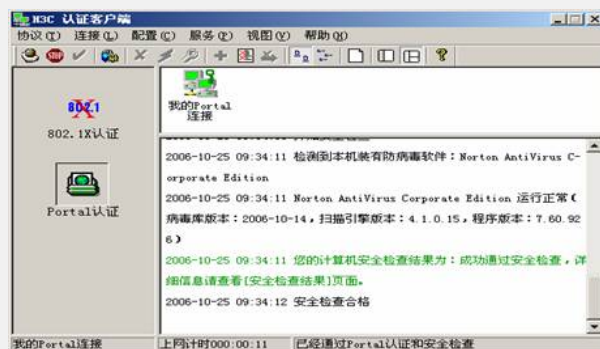 H3C 认证客户端
协议(T) 连接(L) 配置(C) 服务(P) 视图(V) 帮助(H)
STOP
我的Portal
连接
802.1
802.1X认证
Portal认证
2006-10-25 09:34:11 检测到本机装有防病毒软件:Norton AntiVirus C-
orporate Edition
2006-10-25 09:34:11 Norton AntiVirus Corporate Edition 运行正常(
病毒库版本:2006-10-14,扫描引擎版本:4.1.0.15,程序版本:7.60.92
6)
2006-10-25 09:34:11 您的计算机安全检查结果为:成功通过安全检查,详
细信息请查看[安全检查结果]页面。
2006-10-25 09:34:12 安全检查合格
我的Portal连接 上网计时000:00:11 已经通过Portal认证和安全检查